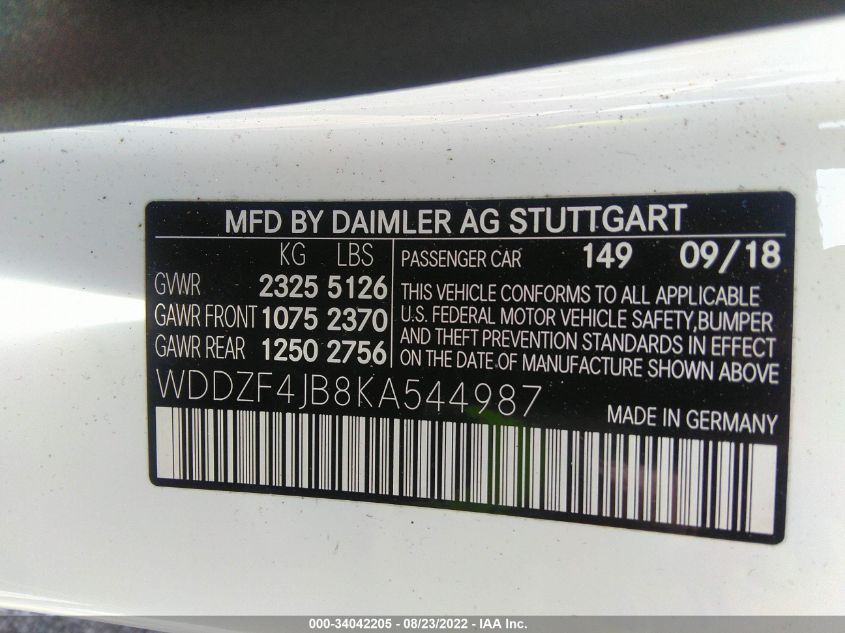 MFD BY DAIMLER AG STUTTGART
KG LBS
GVWR 2325 5126
GAWR FRONT 1075 2370
GAWR REAR 1250 2756
PASSENGER CAR 149 09/18
THIS VEHICLE CONFORMS TO ALL APPLICABLE
U.S. FEDERAL MOTOR VEHICLE SAFETY,BUMPER
AND THEFT PREVENTION STANDARDS IN EFFECT
ON THE DATE OF MANUFACTURE SHOWN ABOVE
WDDZF4JB8KA544987
MADE IN GERMANY
000-34042205 - 08/23/2022 - IAA Inc.